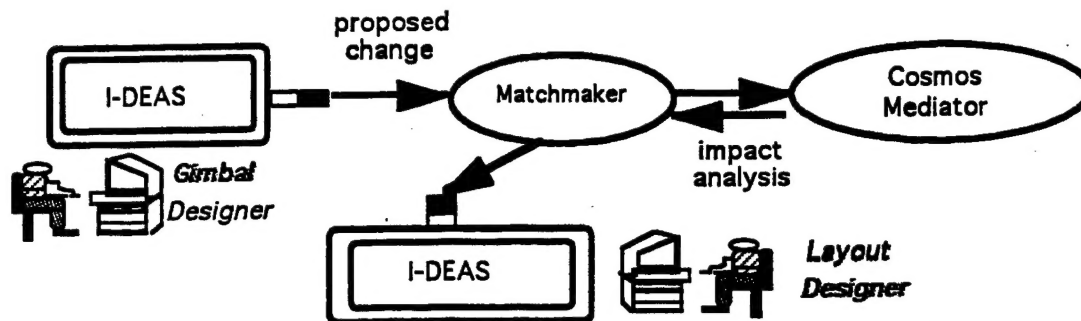 proposed
change
I-DEAS
Matchmaker
Cosmos
Mediator
impact
analysis
Gimbal
Designer
I-DEAS
Layout
Designer